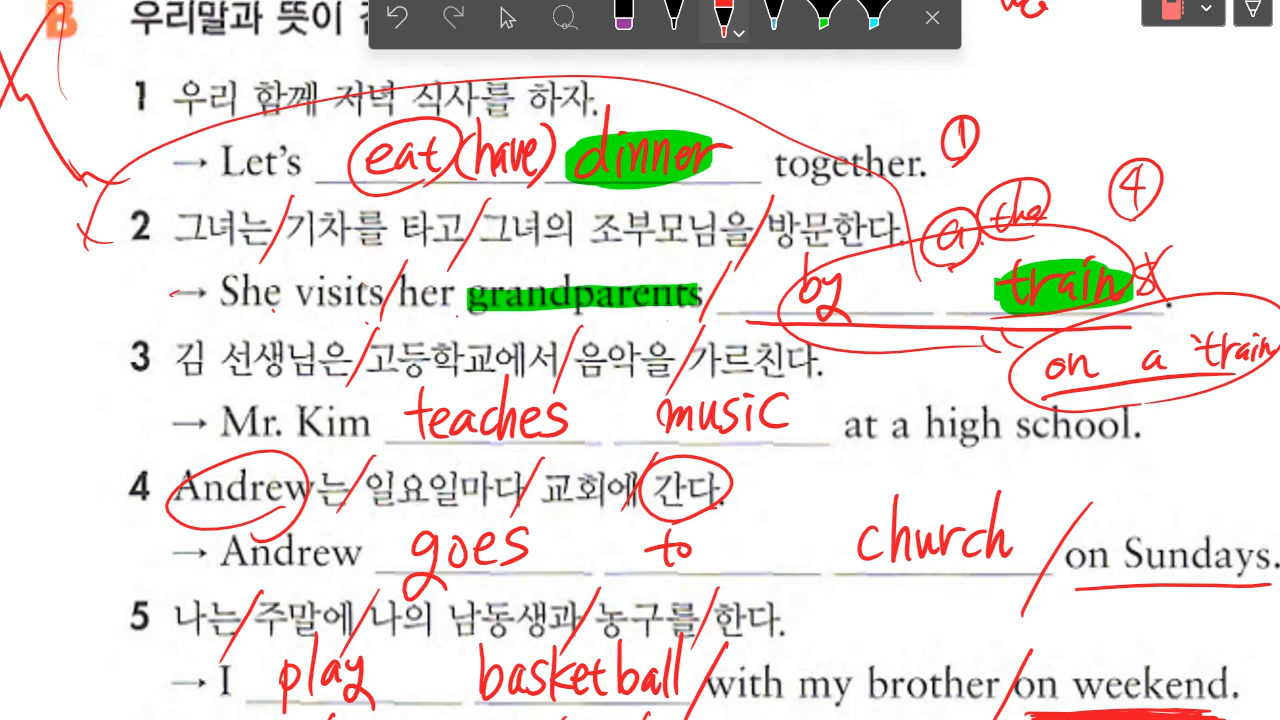 B 우리말과 뜻이
1 우리 함께 저녁 식사를 하자.
→ Let's eat (have) dinner together. ①
2 그녀는 / 기차를 타고 / 그녀의 조부모님을 / 방문한다. a the ④
→ She visits / her grandparents / by train s.
on a train
3 김 선생님은 / 고등학교에서 / 음악을 / 가르친다.
→ Mr. Kim teaches music at a high school.
4 Andrew는 / 일요일마다 / 교회에 / 간다.
→ Andrew goes to church / on Sundays.
5 나는 / 주말에 / 나의 남동생과 / 농구를 / 한다.
→ I play basketball / with my brother / on weekend.